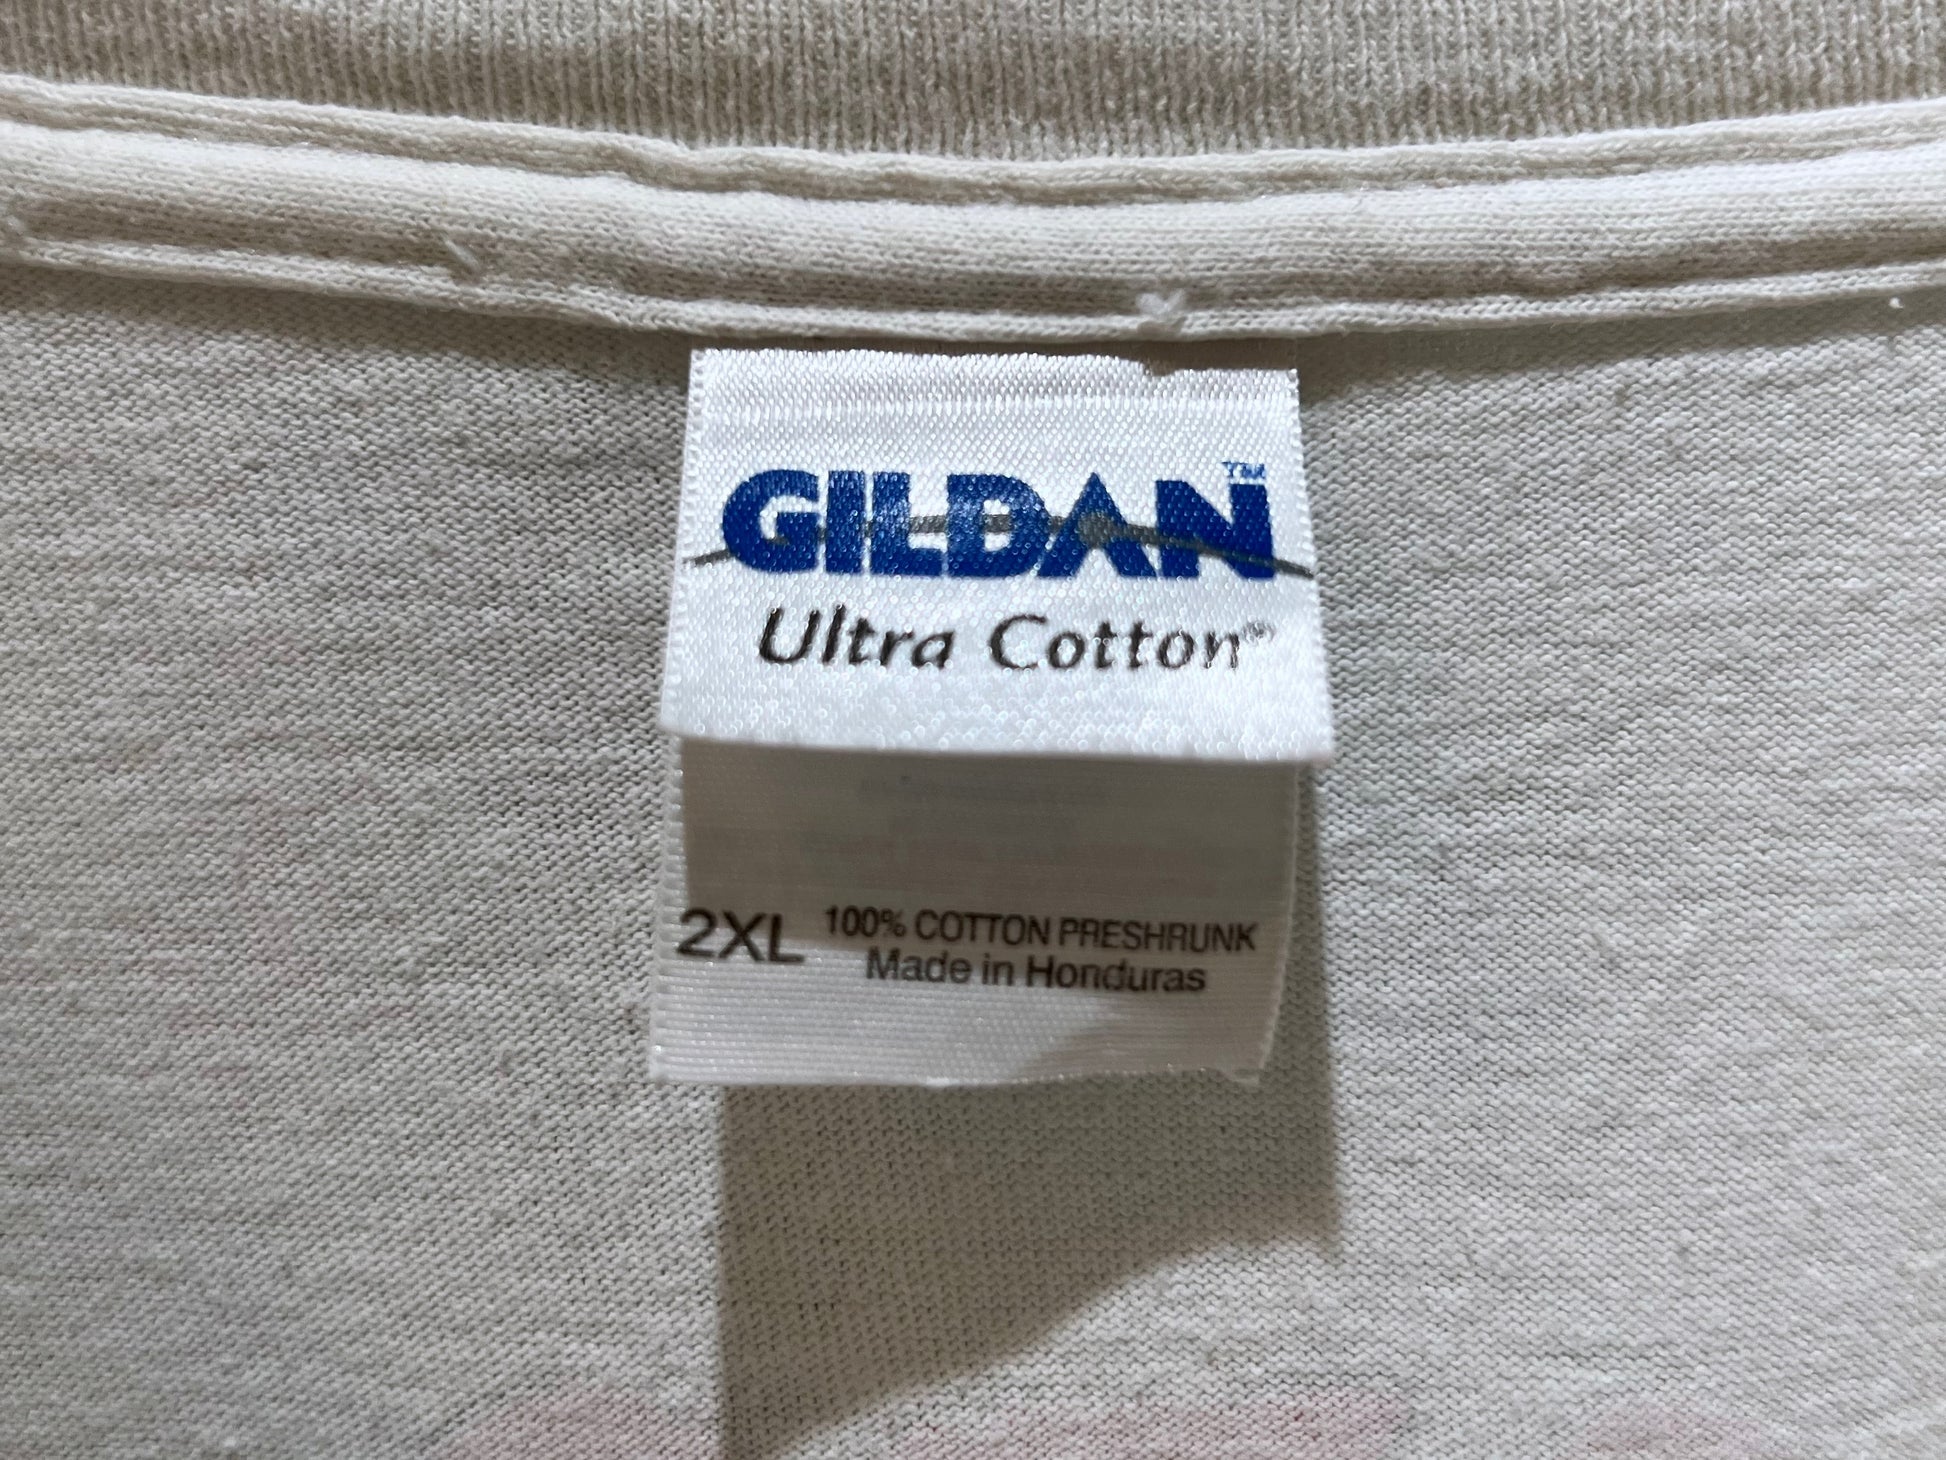 GILDAN™
Ultra Cotton®
2XL 100% COTTON PRESHRUNK
Made in Honduras